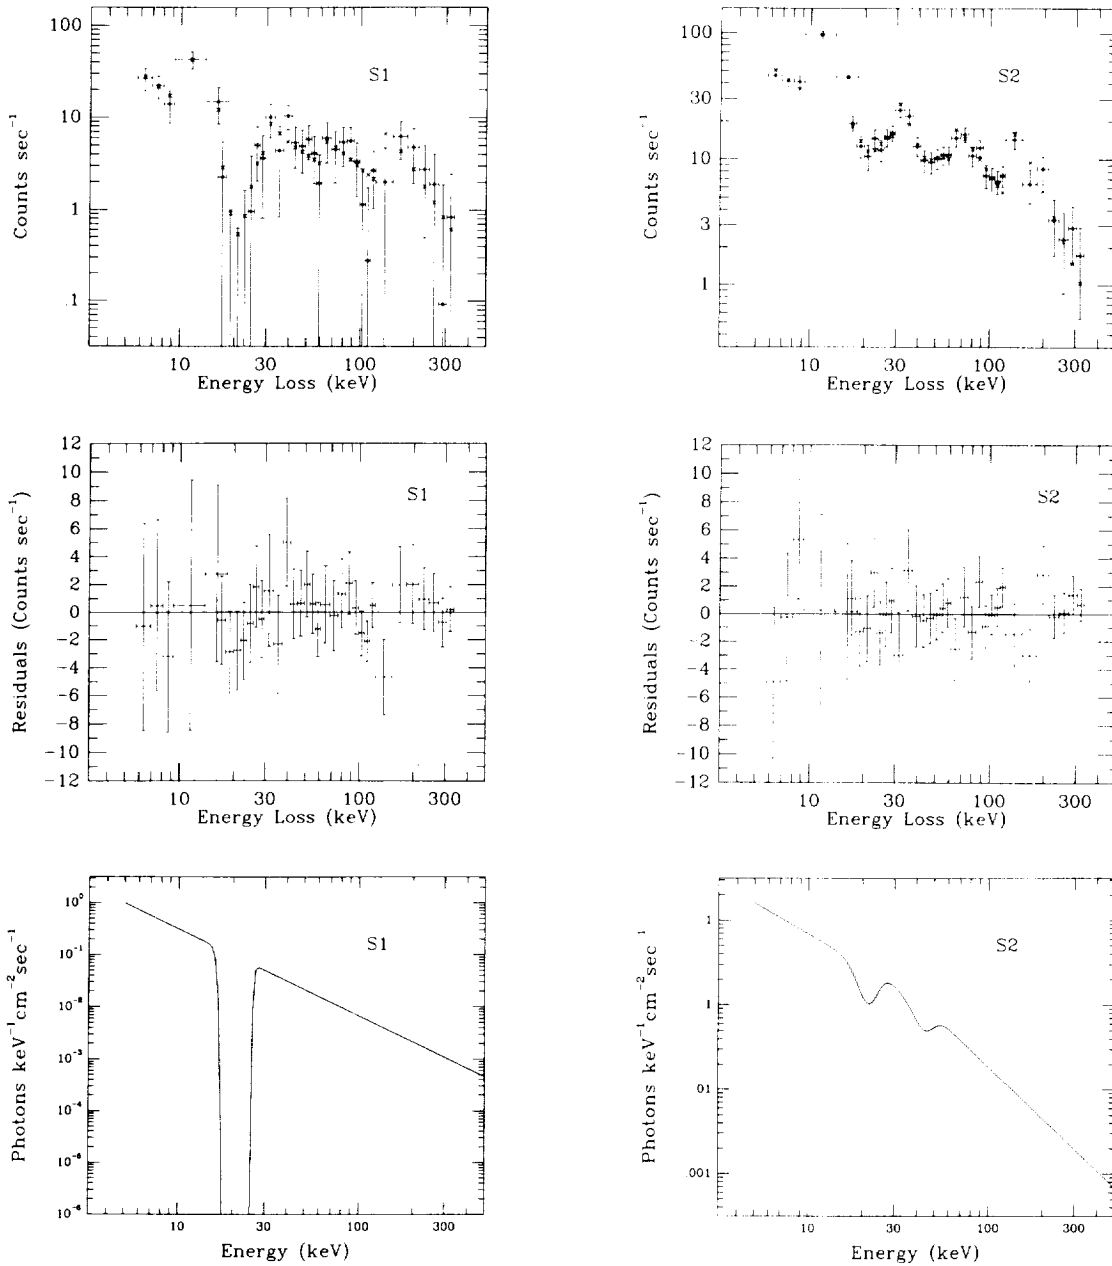 100
10
1
.1
Counts sec⁻¹
S1
10 30 100 300
Energy Loss (keV)
100
30
10
3
1
Counts sec⁻¹
S2
10 30 100 300
Energy Loss (keV)
12
10
8
6
4
2
0
-2
-4
-6
-8
-10
-12
Residuals (Counts sec⁻¹)
S1
10 30 100 300
Energy Loss (keV)
12
10
8
6
4
2
0
-2
-4
-6
-8
-10
-12
Residuals (Counts sec⁻¹)
S2
10 30 100 300
Energy Loss (keV)
10⁰
10⁻¹
10⁻²
10⁻³
10⁻⁴
10⁻⁵
10⁻⁶
Photons keV⁻¹cm⁻²sec⁻¹
S1
10 30 100 300
Energy (keV)
1
1
.01
.001
Photons keV⁻¹cm⁻²sec⁻¹
S2
10 30 100 300
Energy (keV)